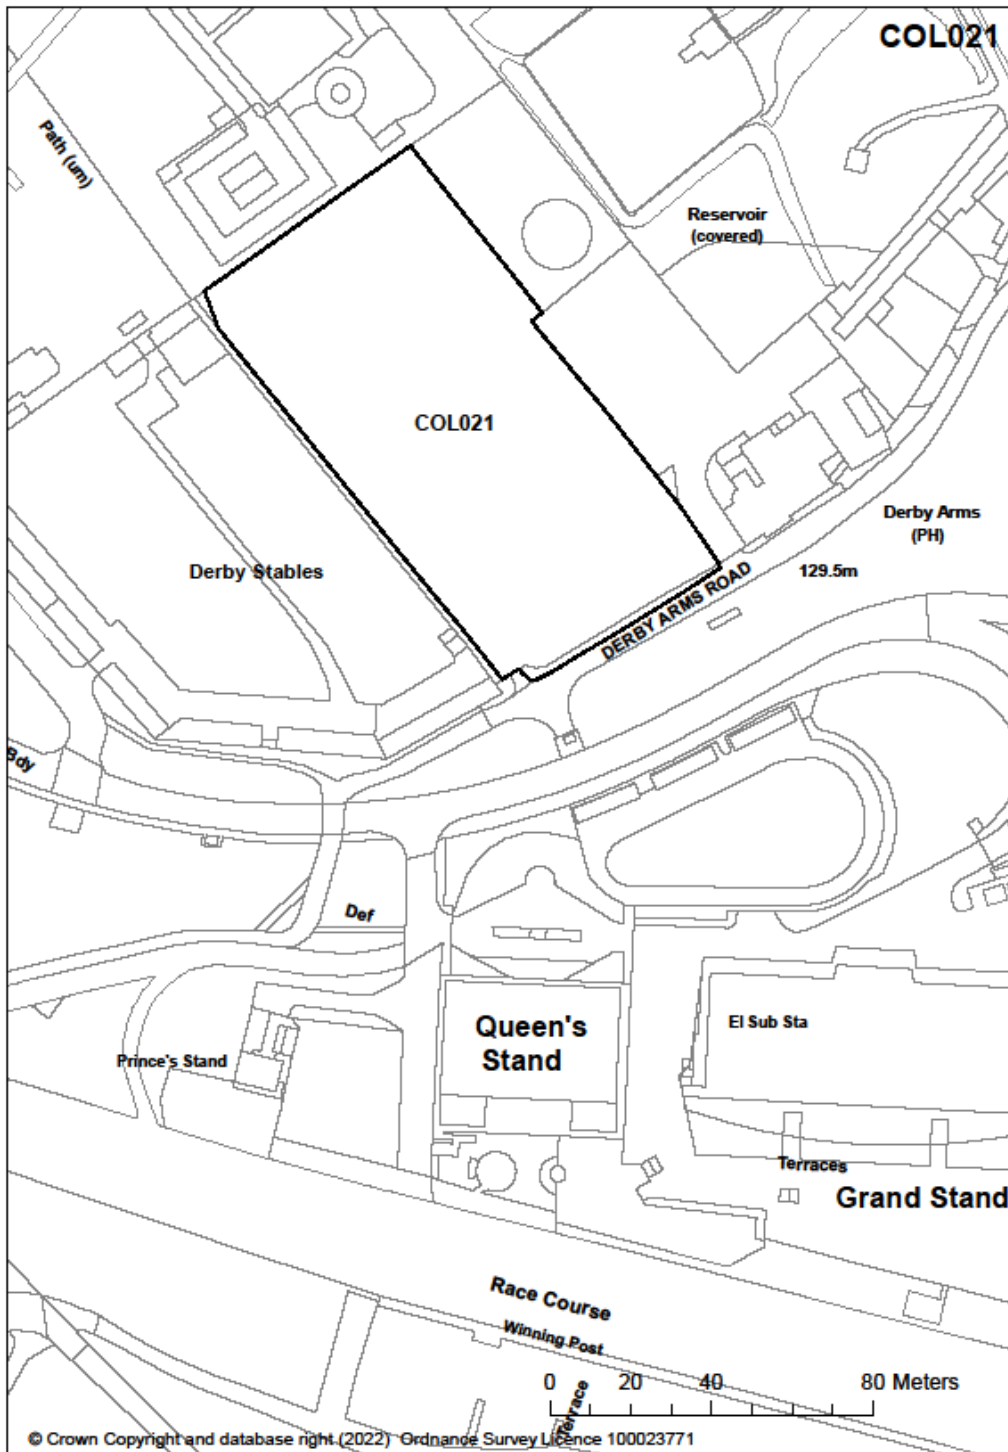 COL021
Path (um)
Reservoir
(covered)
COL021
Derby Arms
(PH)
Derby Stables
129.5m
DERBY ARMS ROAD
Bdy
Def
Queen's
Stand
El Sub Sta
Prince's Stand
Terraces
Grand Stand
Race Course
Winning Post
0 20 40 80 Meters
Terrace
© Crown Copyright and database right (2022) Ordnance Survey Licence 100023771